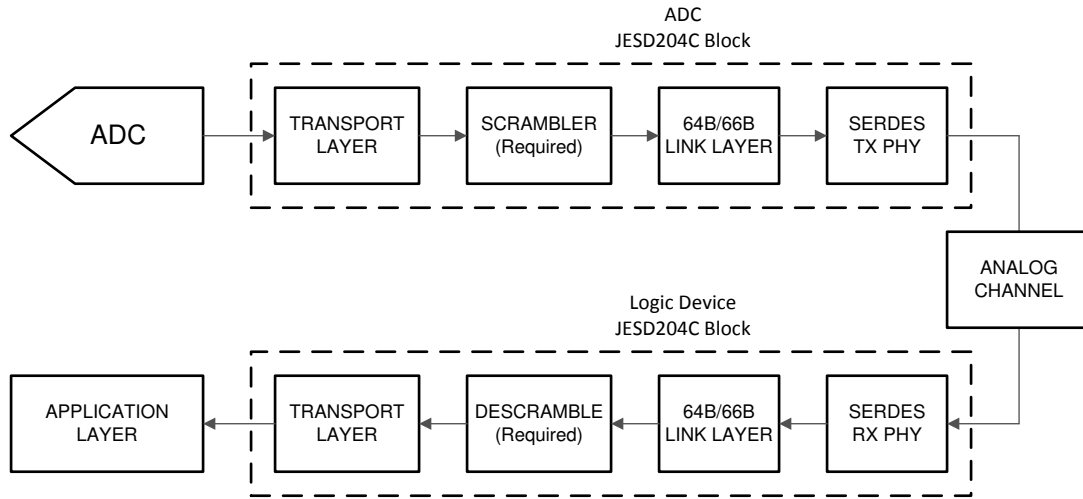 ADC
JESD204C Block
ADC
TRANSPORT
LAYER
SCRAMBLER
(Required)
64B/66B
LINK LAYER
SERDES
TX PHY
ANALOG
CHANNEL
Logic Device
JESD204C Block
APPLICATION
LAYER
TRANSPORT
LAYER
DESCRAMBLE
(Required)
64B/66B
LINK LAYER
SERDES
RX PHY